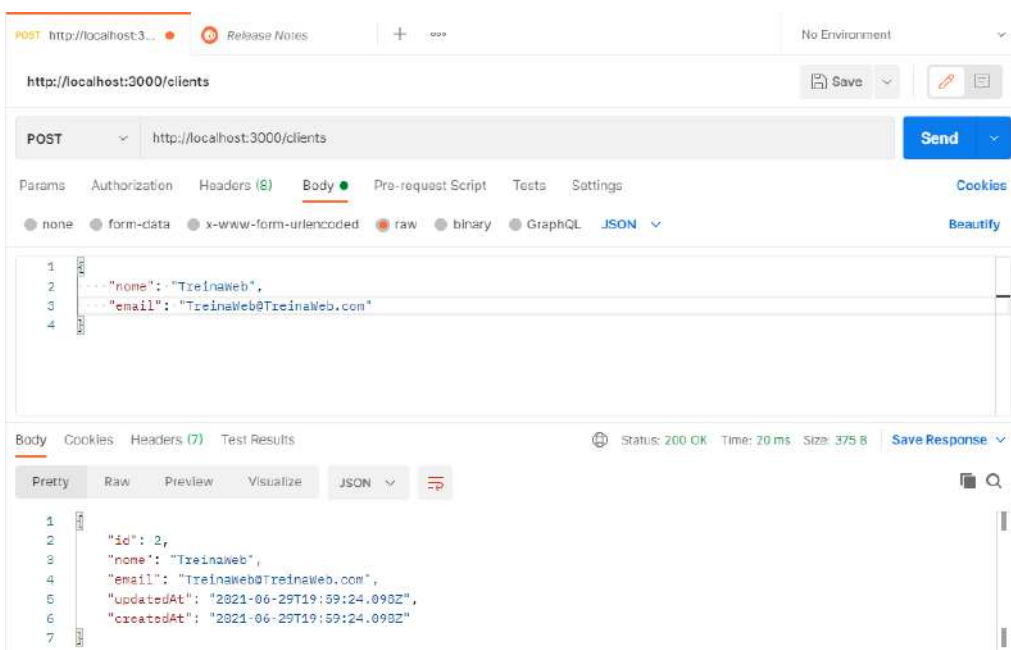 POST http://localhost:3... Release Notes + ooo No Environment
http://localhost:3000/clients Save
POST http://localhost:3000/clients Send
Params Authorization Headers (8) Body Pre-request Script Tests Settings Cookies
none form-data x-www-form-urlencoded raw binary GraphQL JSON Beautify
1 {
2 "nome": "TreinaWeb",
3 "email": "TreinaWeb@TreinaWeb.com"
4 }
Body Cookies Headers (7) Test Results Status: 200 OK Time: 20 ms Size: 375 B Save Response
Pretty Raw Preview Visualize JSON
1 {
2 "id": 2,
3 "nome": "TreinaWeb",
4 "email": "TreinaWeb@TreinaWeb.com",
5 "updatedAt": "2021-06-29T19:59:24.098Z",
6 "createdAt": "2021-06-29T19:59:24.098Z"
7 }